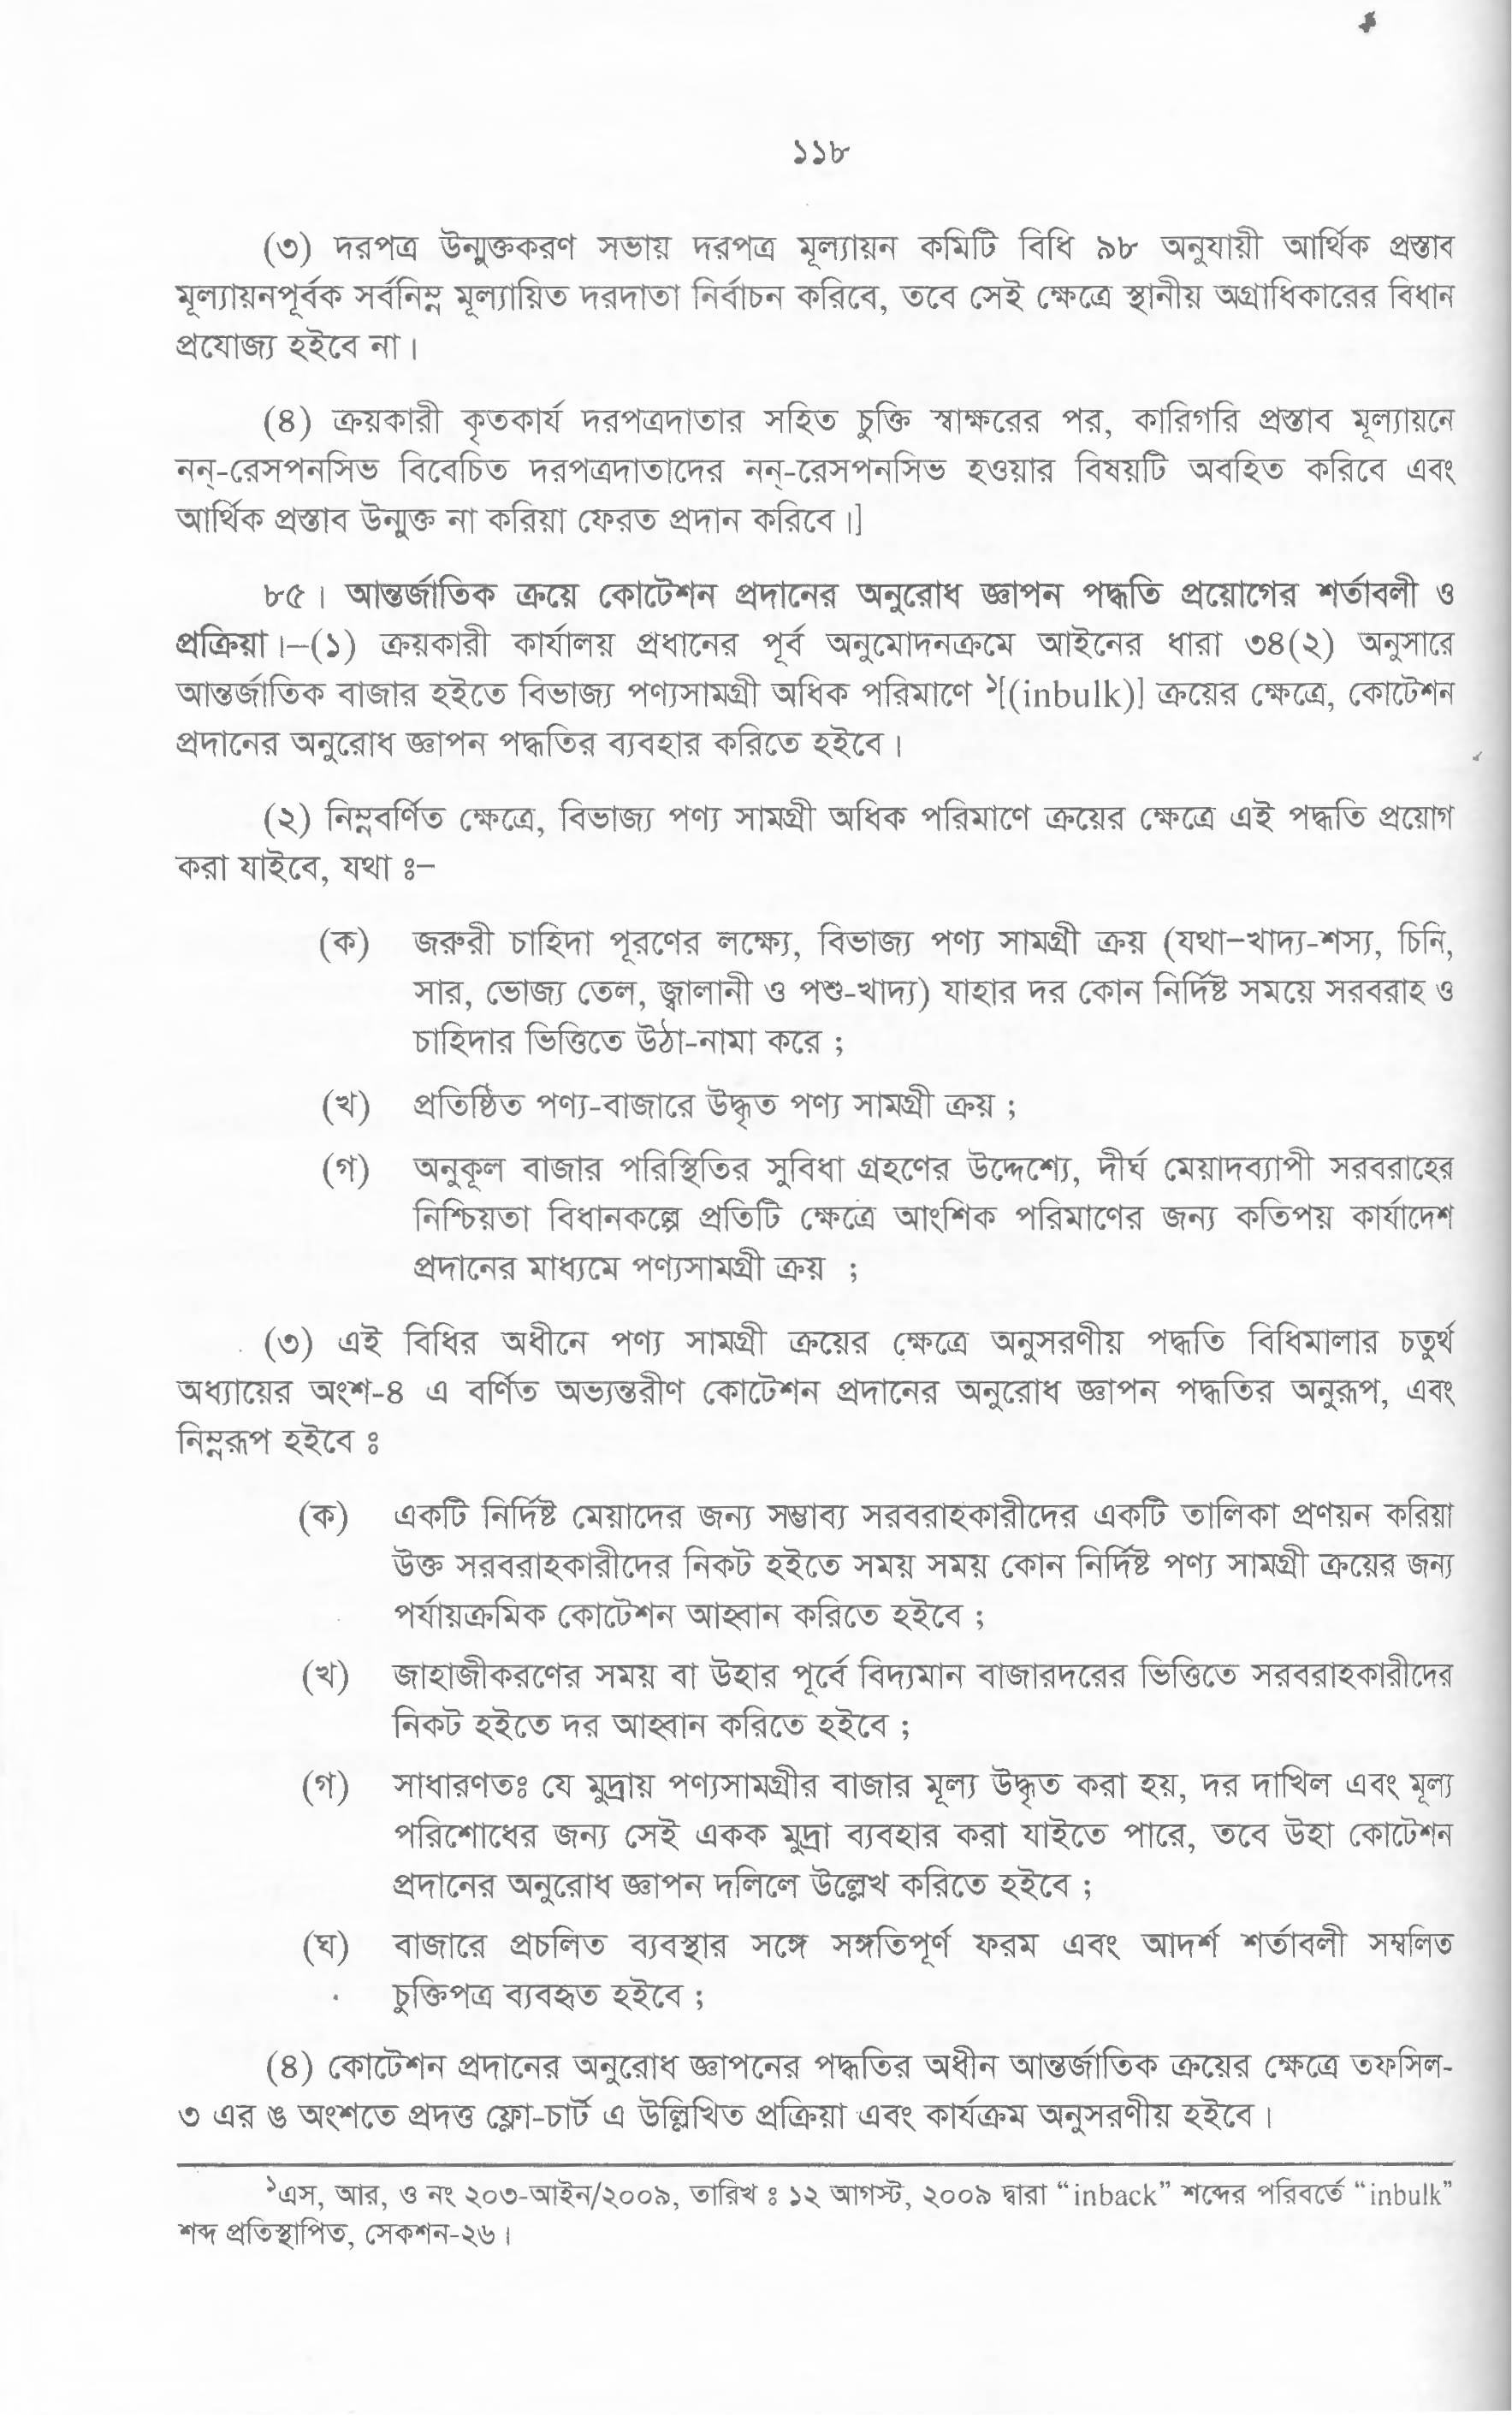 ১১৮
(৩) দরপত্র উন্মুক্তকরণ সভায় দরপত্র মূল্যায়ন কমিটি বিধি ৯৮ অনুযায়ী আর্থিক প্রস্তাব
মূল্যায়নপূর্বক সর্বনিম্ন মূল্যায়িত দরদাতা নির্বাচন করিবে, তবে সেই ক্ষেত্রে স্থানীয় অগ্রাধিকারের বিধান
প্রযোজ্য হইবে না।
(৪) ক্রয়কারী কৃতকার্য দরপত্রদাতার সহিত চুক্তি স্বাক্ষরের পর, কারিগরি প্রস্তাব মূল্যায়নে
নন্-রেসপনসিভ বিবেচিত দরপত্রদাতাদের নন্-রেসপনসিভ হওয়ার বিষয়টি অবহিত করিবে এবং
আর্থিক প্রস্তাব উন্মুক্ত না করিয়া ফেরত প্রদান করিবে।]
৮৫। আন্তর্জাতিক ক্রয়ে কোটেশন প্রদানের অনুরোধ জ্ঞাপন পদ্ধতি প্রয়োগের শর্তাবলী ও
প্রক্রিয়া।–(১) ক্রয়কারী কার্যালয় প্রধানের পূর্ব অনুমোদনক্রমে আইনের ধারা ৩৪(২) অনুসারে
আন্তর্জাতিক বাজার হইতে বিভাজ্য পণ্যসামগ্রী অধিক পরিমাণে ১[(inbulk)] ক্রয়ের ক্ষেত্রে, কোটেশন
প্রদানের অনুরোধ জ্ঞাপন পদ্ধতির ব্যবহার করিতে হইবে।
(২) নিম্নবর্ণিত ক্ষেত্রে, বিভাজ্য পণ্য সামগ্রী অধিক পরিমাণে ক্রয়ের ক্ষেত্রে এই পদ্ধতি প্রয়োগ
করা যাইবে, যথা ঃ–
(ক) জরুরী চাহিদা পূরণের লক্ষ্যে, বিভাজ্য পণ্য সামগ্রী ক্রয় (যথা–খাদ্য-শস্য, চিনি,
সার, ভোজ্য তেল, জ্বালানী ও পশু-খাদ্য) যাহার দর কোন নির্দিষ্ট সময়ে সরবরাহ ও
চাহিদার ভিত্তিতে উঠা-নামা করে ;
(খ) প্রতিষ্ঠিত পণ্য-বাজারে উদ্ধৃত পণ্য সামগ্রী ক্রয় ;
(গ) অনুকূল বাজার পরিস্থিতির সুবিধা গ্রহণের উদ্দেশ্যে, দীর্ঘ মেয়াদব্যাপী সরবরাহের
নিশ্চিয়তা বিধানকল্পে প্রতিটি ক্ষেত্রে আংশিক পরিমাণের জন্য কতিপয় কার্যাদেশ
প্রদানের মাধ্যমে পণ্যসামগ্রী ক্রয় ;
(৩) এই বিধির অধীনে পণ্য সামগ্রী ক্রয়ের ক্ষেত্রে অনুসরণীয় পদ্ধতি বিধিমালার চতুর্থ
অধ্যায়ের অংশ-৪ এ বর্ণিত অভ্যন্তরীণ কোটেশন প্রদানের অনুরোধ জ্ঞাপন পদ্ধতির অনুরূপ, এবং
নিম্নরূপ হইবে ঃ
(ক) একটি নির্দিষ্ট মেয়াদের জন্য সম্ভাব্য সরবরাহকারীদের একটি তালিকা প্রণয়ন করিয়া
উক্ত সরবরাহকারীদের নিকট হইতে সময় সময় কোন নির্দিষ্ট পণ্য সামগ্রী ক্রয়ের জন্য
পর্যায়ক্রমিক কোটেশন আহ্বান করিতে হইবে ;
(খ) জাহাজীকরণের সময় বা উহার পূর্বে বিদ্যমান বাজারদরের ভিত্তিতে সরবরাহকারীদের
নিকট হইতে দর আহ্বান করিতে হইবে ;
(গ) সাধারণতঃ যে মুদ্রায় পণ্যসামগ্রীর বাজার মূল্য উদ্ধৃত করা হয়, দর দাখিল এবং মূল্য
পরিশোধের জন্য সেই একক মুদ্রা ব্যবহার করা যাইতে পারে, তবে উহা কোটেশন
প্রদানের অনুরোধ জ্ঞাপন দলিলে উল্লেখ করিতে হইবে ;
(ঘ) বাজারে প্রচলিত ব্যবস্থার সঙ্গে সঙ্গতিপূর্ণ ফরম এবং আদর্শ শর্তাবলী সম্বলিত
চুক্তিপত্র ব্যবহৃত হইবে ;
(৪) কোটেশন প্রদানের অনুরোধ জ্ঞাপনের পদ্ধতির অধীন আন্তর্জাতিক ক্রয়ের ক্ষেত্রে তফসিল-
৩ এর ঙ অংশতে প্রদত্ত ফ্লো-চার্ট এ উল্লিখিত প্রক্রিয়া এবং কার্যক্রম অনুসরণীয় হইবে।
১এস, আর, ও নং ২০৩-আইন/২০০৯, তারিখ ঃ ১২ আগস্ট, ২০০৯ দ্বারা “inback” শব্দের পরিবর্তে “inbulk”
শব্দ প্রতিস্থাপিত, সেকশন-২৬।